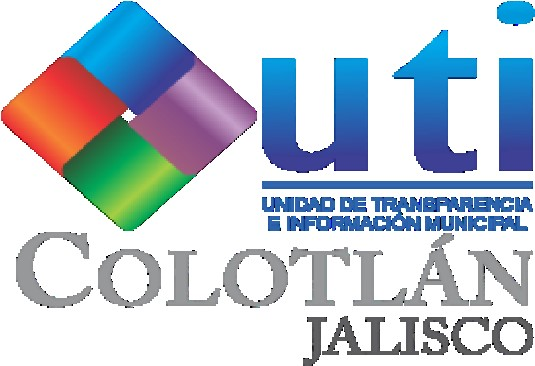 uti
UNIDAD DE TRANSPARENCIA
E INFORMACIÓN MUNICIPAL
COLOTLÁN
JALISCO